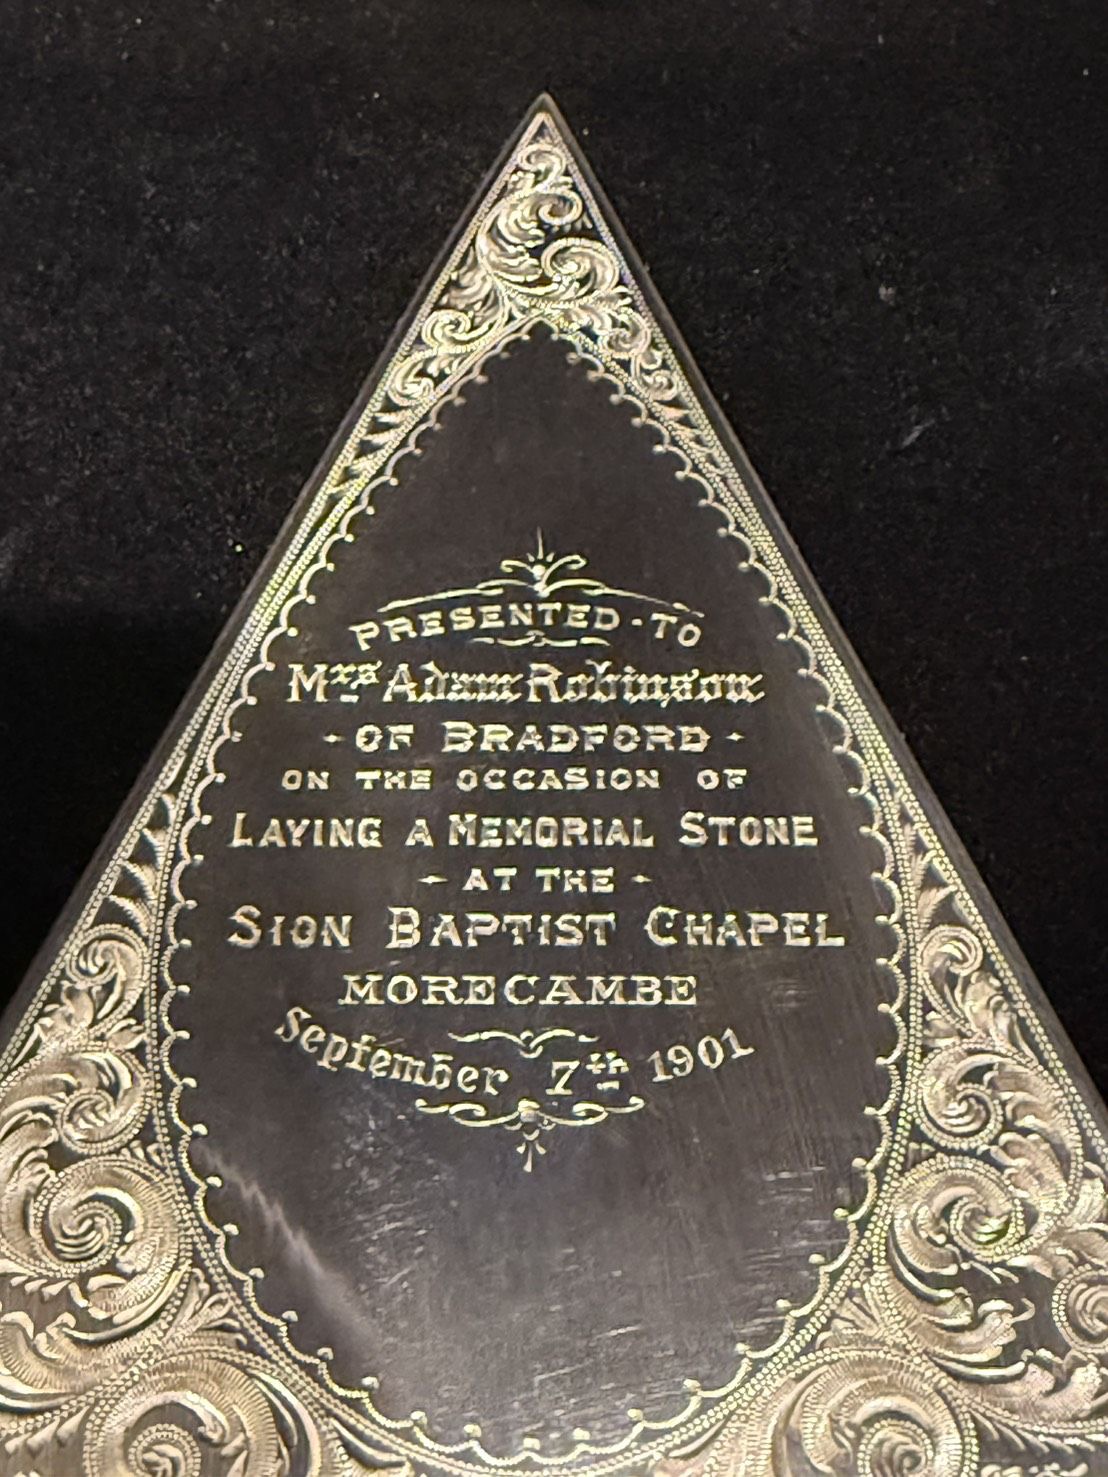 PRESENTED·TO
Mrs Adam Robinson
- OF BRADFORD -
ON THE OCCASION OF
LAYING A MEMORIAL STONE
- AT THE -
SION BAPTIST CHAPEL
MORECAMBE
September 7th 1901